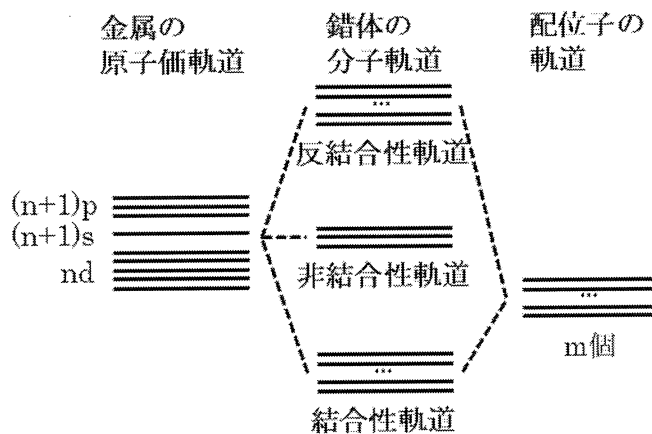 金属の
原子価軌道
錯体の
分子軌道
配位子の
軌道
反結合性軌道
(n+1)p
(n+1)s
nd
非結合性軌道
m個
結合性軌道